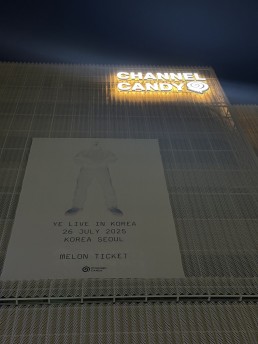 CHANNEL
CANDY
YE LIVE IN KOREA
26 JULY 2025
KOREA SEOUL
MELON TICKET